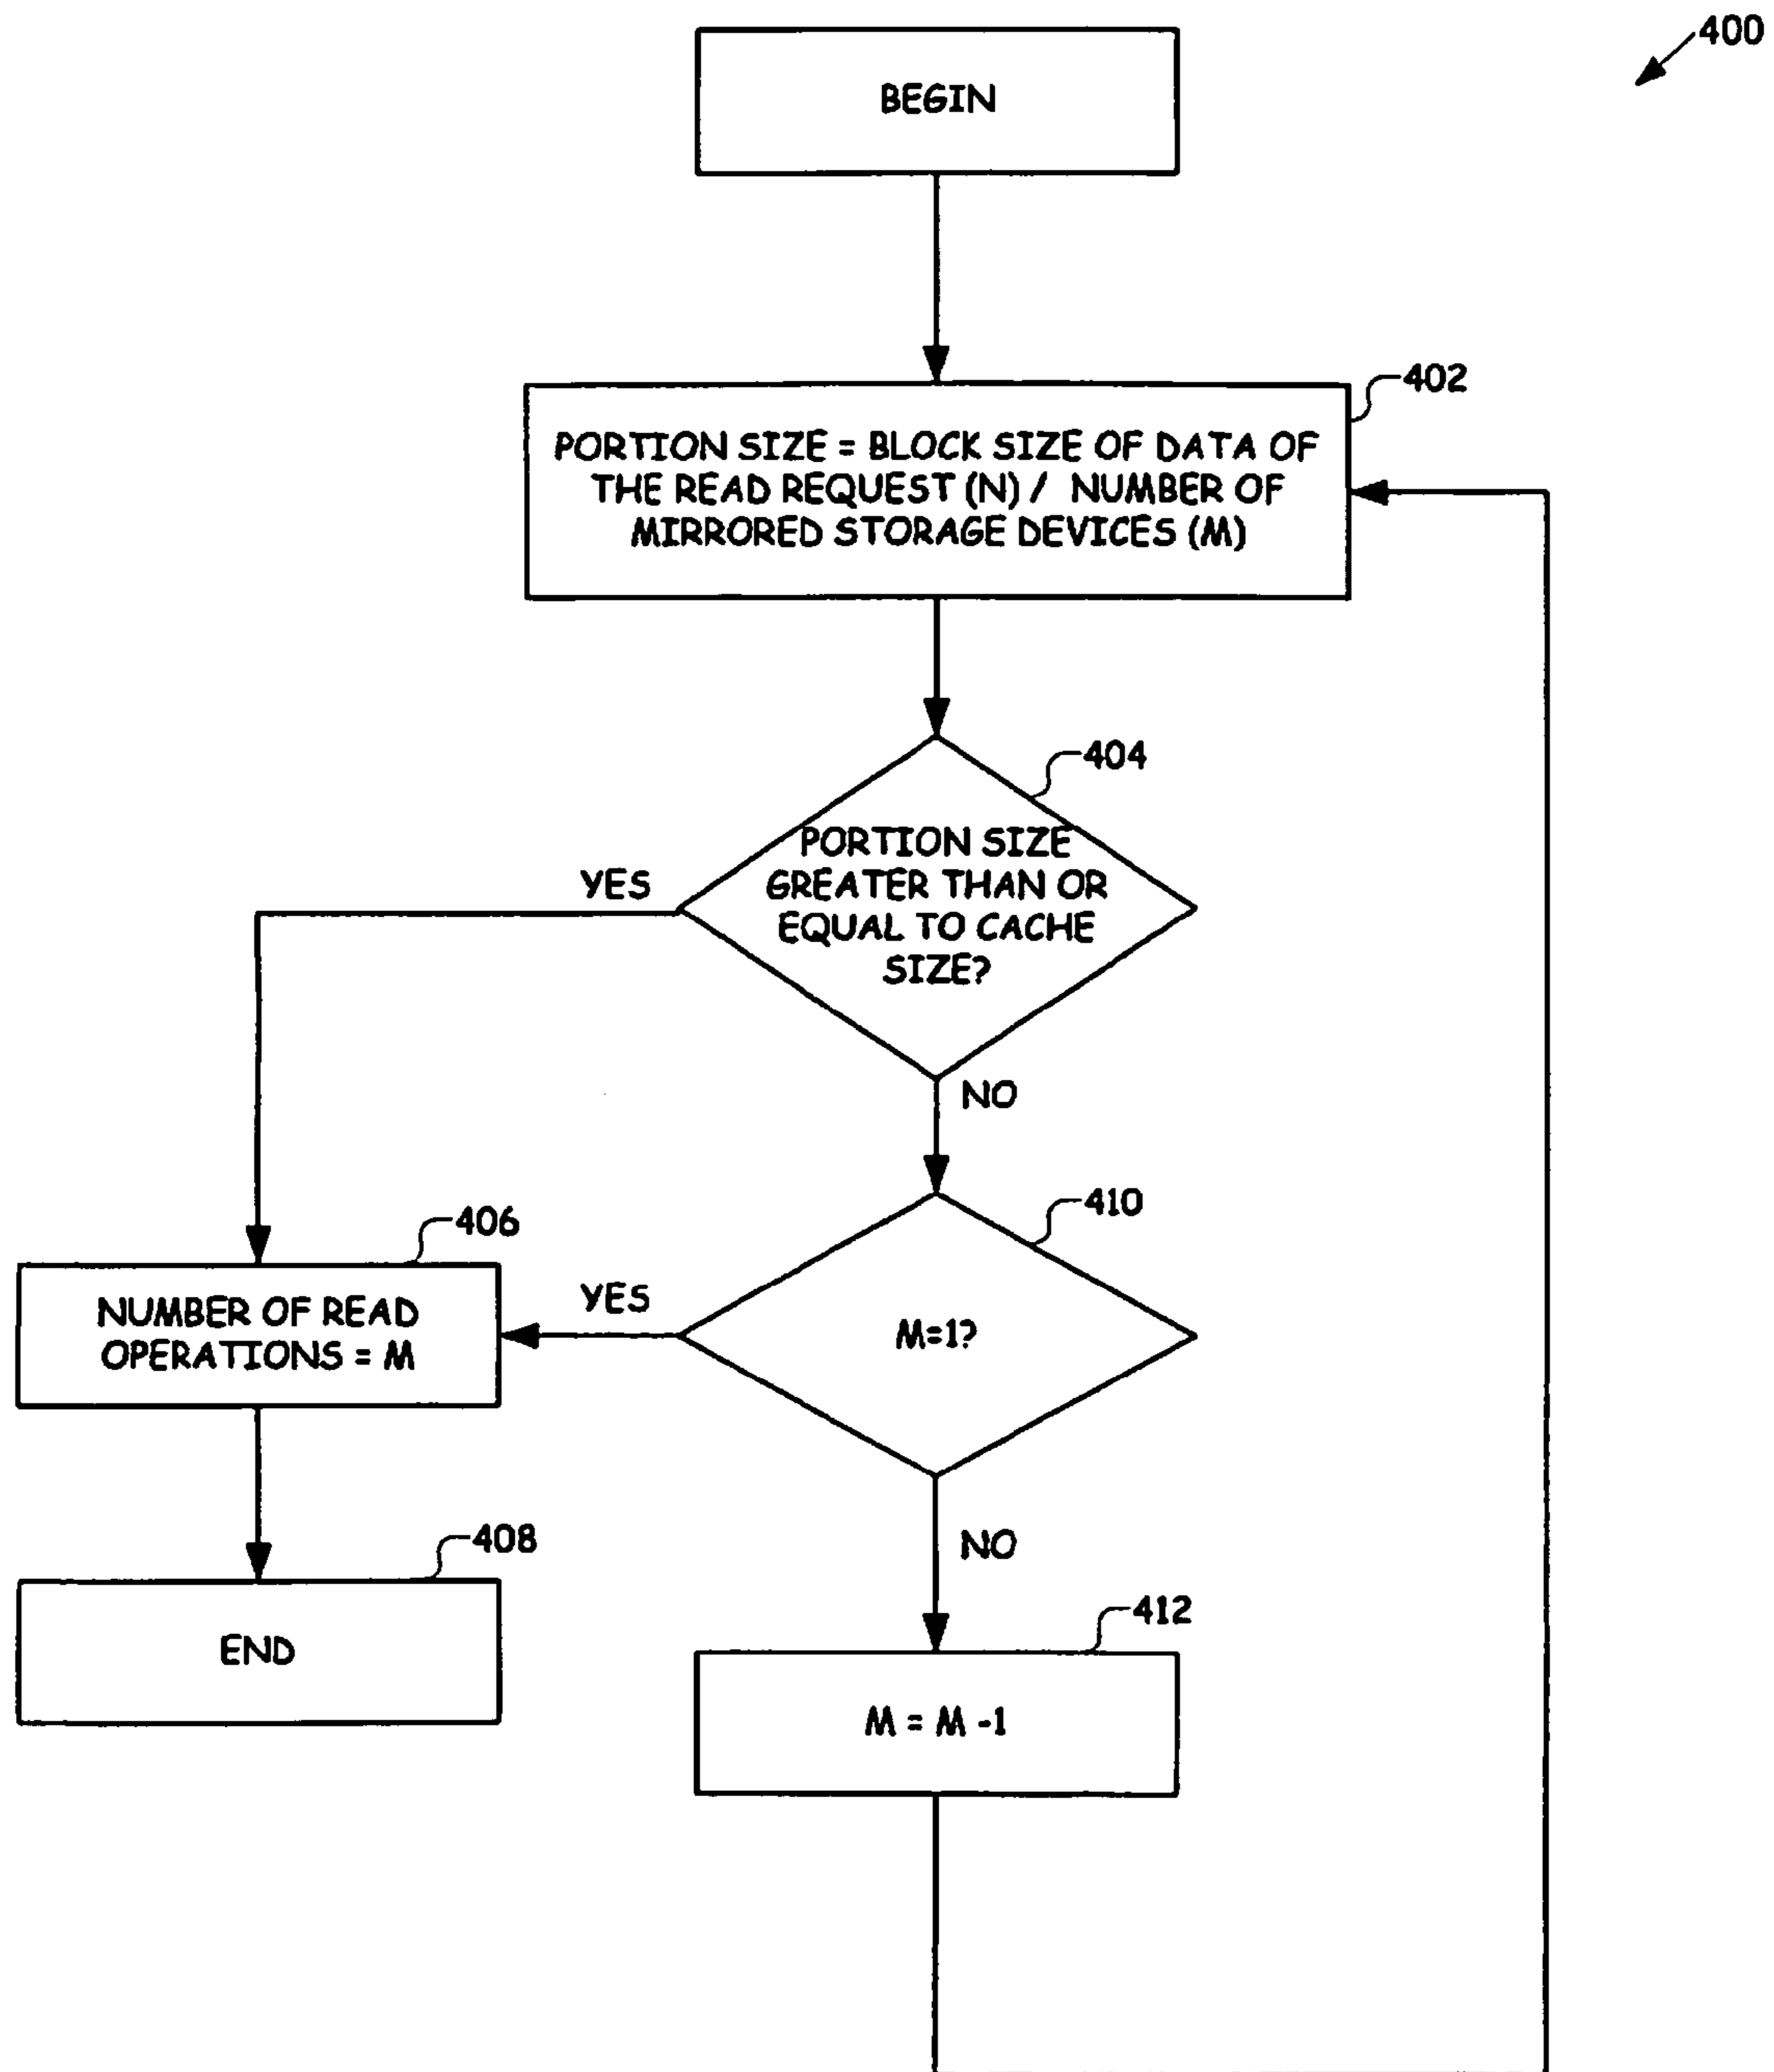 400
BEGIN
402
PORTION SIZE = BLOCK SIZE OF DATA OF
THE READ REQUEST (N) / NUMBER OF
MIRRORED STORAGE DEVICES (M)
404
PORTION SIZE
GREATER THAN OR
EQUAL TO CACHE
SIZE?
YES
NO
410
406
NUMBER OF READ
OPERATIONS = M
YES
M=1?
408
END
NO
412
M = M -1